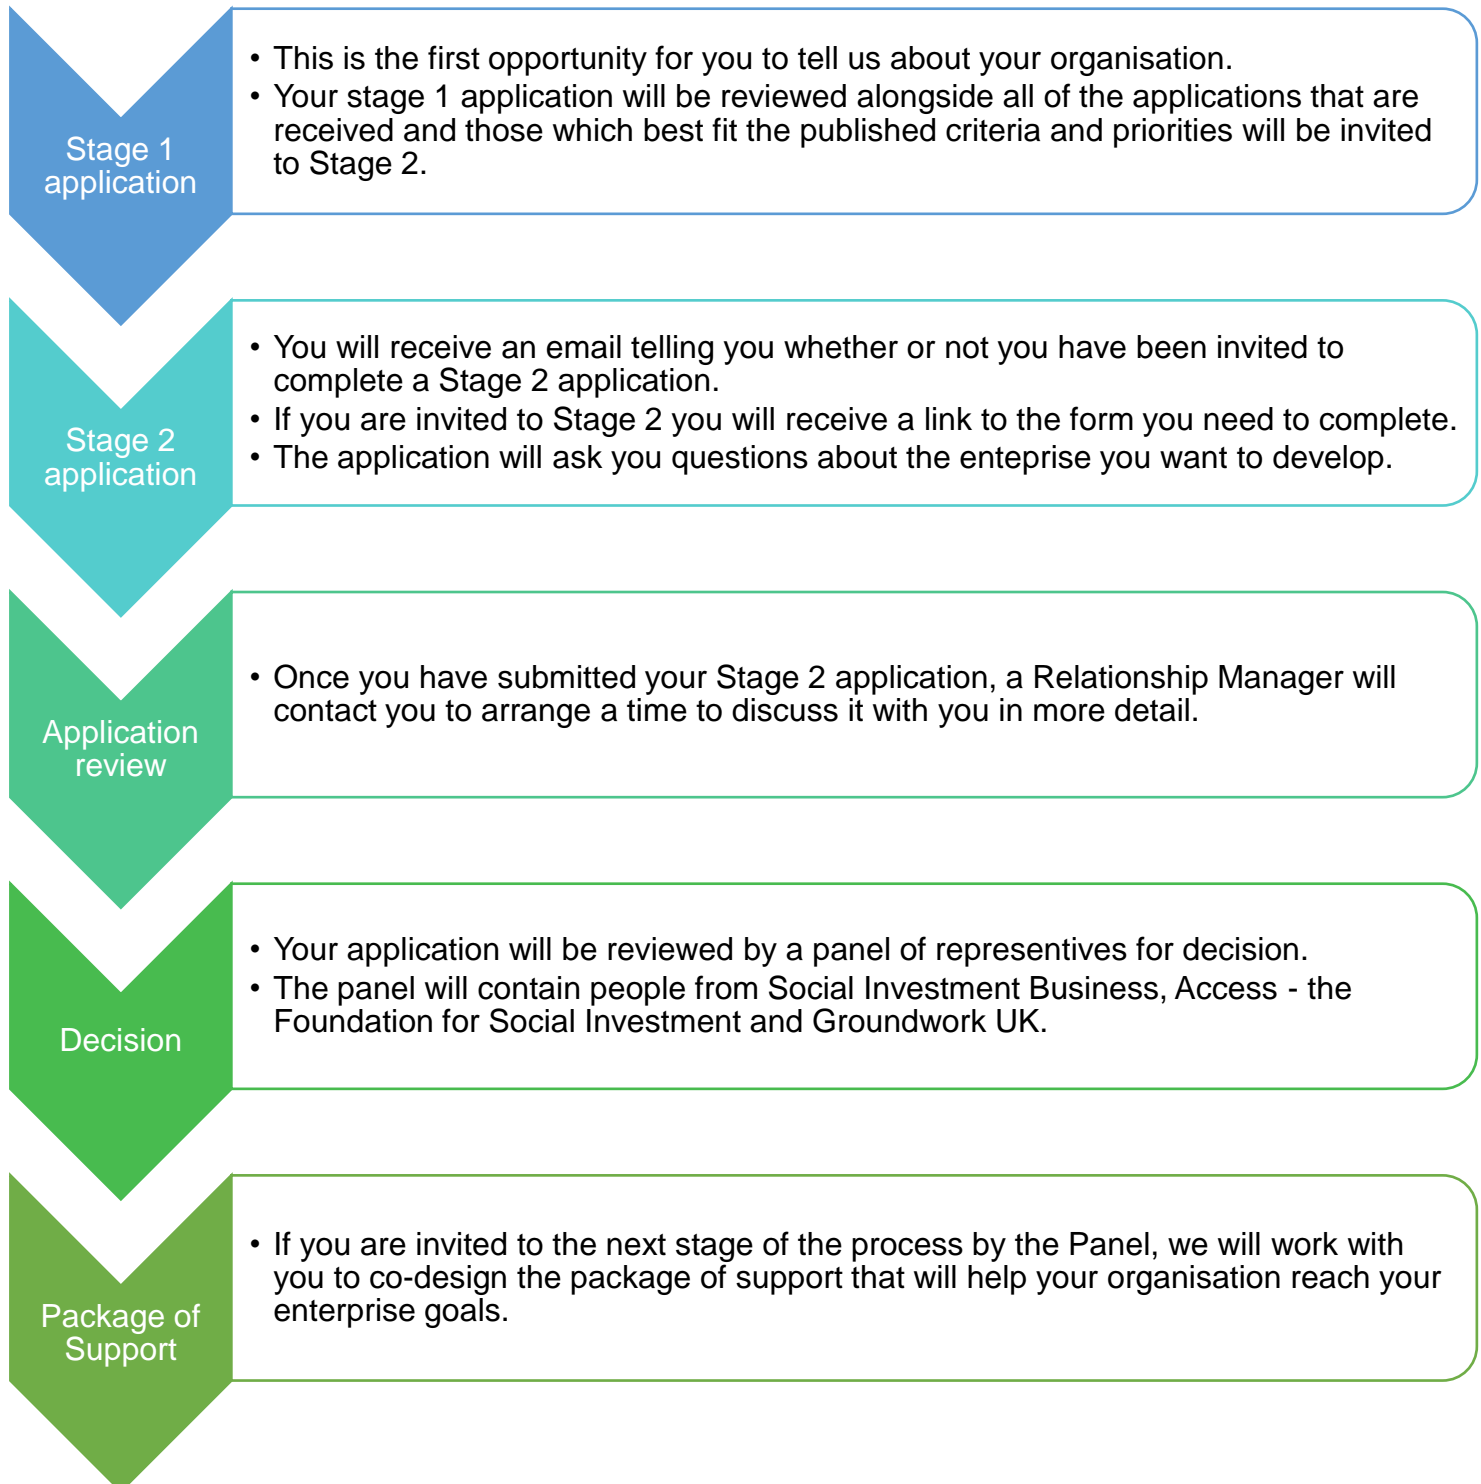 Stage 1
application
• This is the first opportunity for you to tell us about your organisation.
• Your stage 1 application will be reviewed alongside all of the applications that are
received and those which best fit the published criteria and priorities will be invited
to Stage 2.
Stage 2
application
• You will receive an email telling you whether or not you have been invited to
complete a Stage 2 application.
• If you are invited to Stage 2 you will receive a link to the form you need to complete.
• The application will ask you questions about the enteprise you want to develop.
Application
review
• Once you have submitted your Stage 2 application, a Relationship Manager will
contact you to arrange a time to discuss it with you in more detail.
Decision
• Your application will be reviewed by a panel of representives for decision.
• The panel will contain people from Social Investment Business, Access - the
Foundation for Social Investment and Groundwork UK.
Package of
Support
• If you are invited to the next stage of the process by the Panel, we will work with
you to co-design the package of support that will help your organisation reach your
enterprise goals.